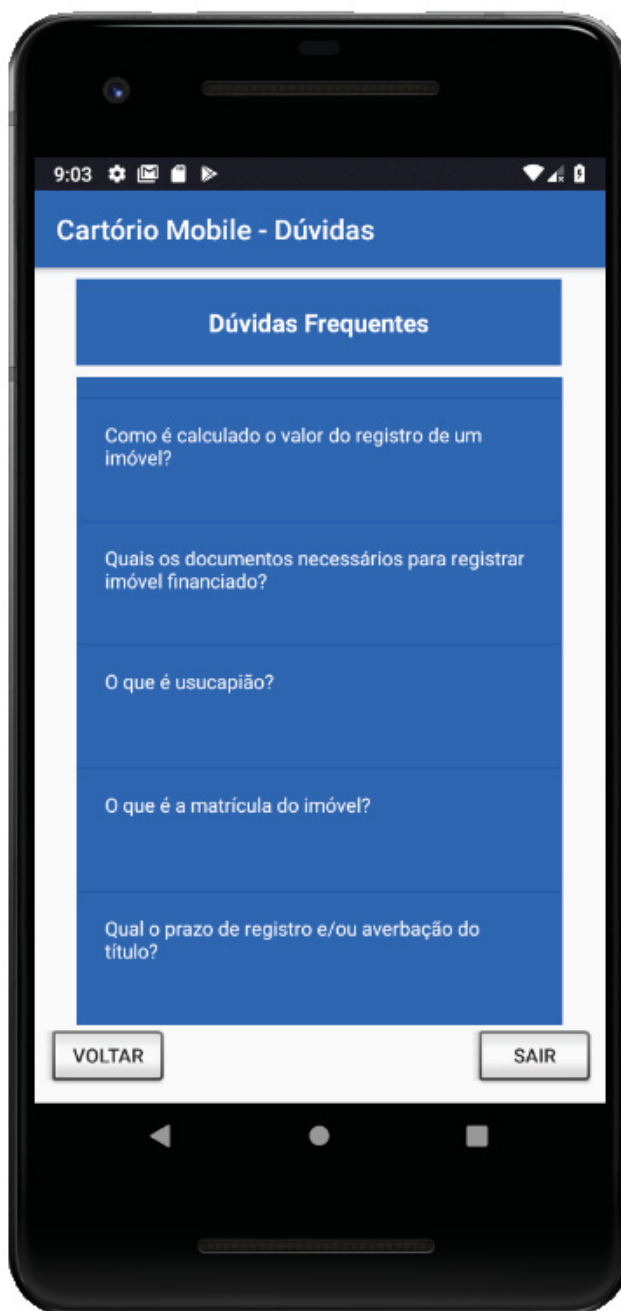 9:03
Cartório Mobile - Dúvidas
Dúvidas Frequentes
Como é calculado o valor do registro de um
imóvel?
Quais os documentos necessários para registrar
imóvel financiado?
O que é usucapião?
O que é a matrícula do imóvel?
Qual o prazo de registro e/ou averbação do
título?
VOLTAR
SAIR